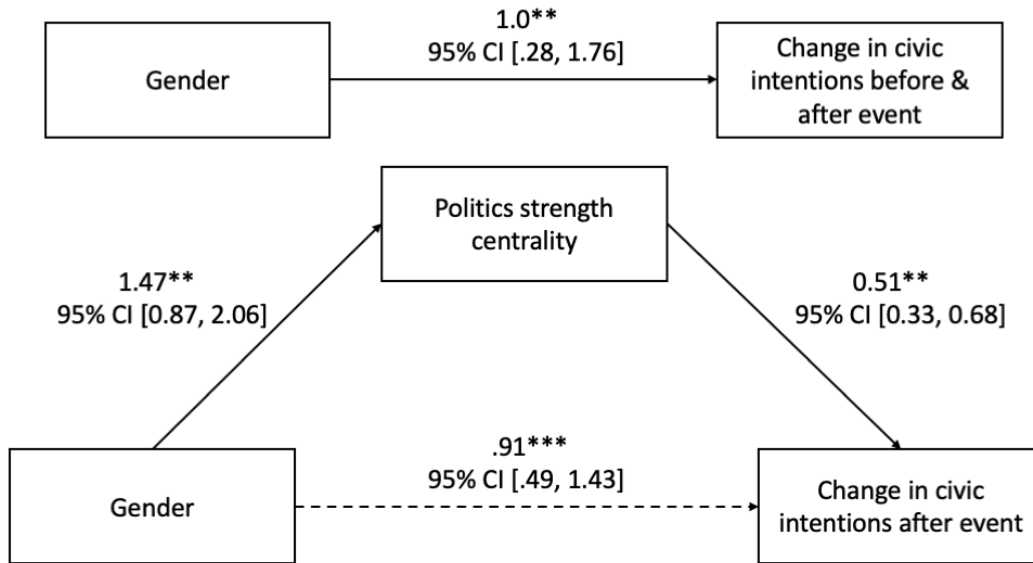 1.0**
95% CI [.28, 1.76]
Gender
Change in civic
intentions before &
after event
Politics strength
centrality
1.47**
95% CI [0.87, 2.06]
0.51**
95% CI [0.33, 0.68]
.91***
95% CI [.49, 1.43]
Gender
Change in civic
intentions after event